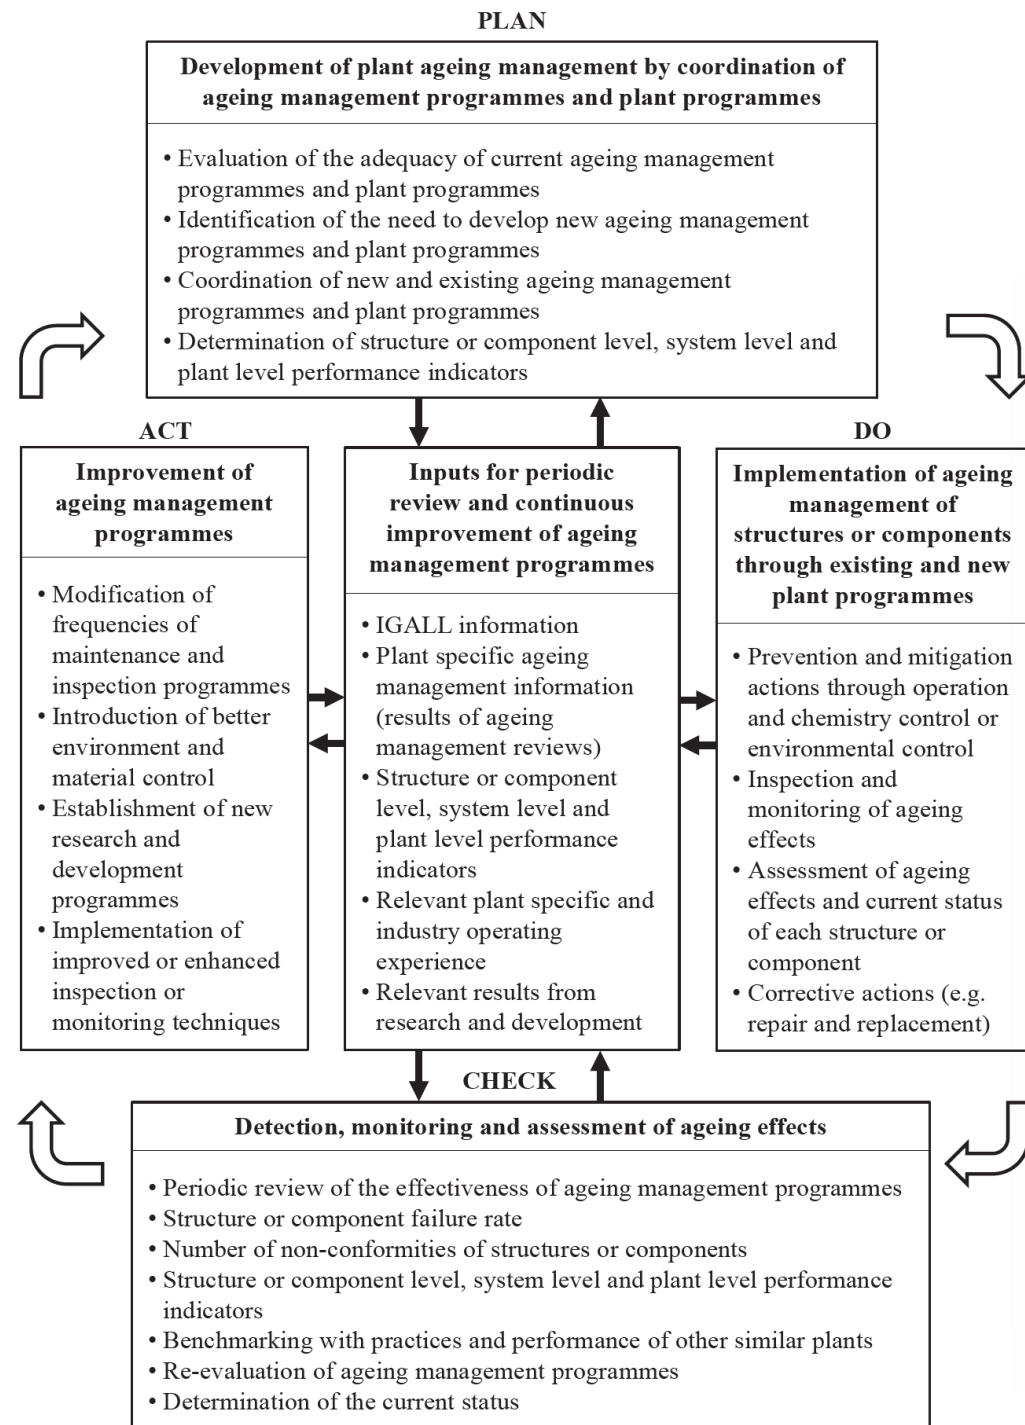 PLAN
Development of plant ageing management by coordination of
ageing management programmes and plant programmes
• Evaluation of the adequacy of current ageing management
programmes and plant programmes
• Identification of the need to develop new ageing management
programmes and plant programmes
• Coordination of new and existing ageing management
programmes and plant programmes
• Determination of structure or component level, system level and
plant level performance indicators
ACT
Improvement of
ageing management
programmes
• Modification of
frequencies of
maintenance and
inspection programmes
• Introduction of better
environment and
material control
• Establishment of new
research and
development
programmes
• Implementation of
improved or enhanced
inspection or
monitoring techniques
Inputs for periodic
review and continuous
improvement of ageing
management programmes
• IGALL information
• Plant specific ageing
management information
(results of ageing
management reviews)
• Structure or component
level, system level and
plant level performance
indicators
• Relevant plant specific and
industry operating
experience
• Relevant results from
research and development
DO
Implementation of ageing
management of
structures or components
through existing and new
plant programmes
• Prevention and mitigation
actions through operation
and chemistry control or
environmental control
• Inspection and
monitoring of ageing
effects
• Assessment of ageing
effects and current status
of each structure or
component
• Corrective actions (e.g.
repair and replacement)
CHECK
Detection, monitoring and assessment of ageing effects
• Periodic review of the effectiveness of ageing management programmes
• Structure or component failure rate
• Number of non-conformities of structures or components
• Structure or component level, system level and plant level performance
indicators
• Benchmarking with practices and performance of other similar plants
• Re-evaluation of ageing management programmes
• Determination of the current status